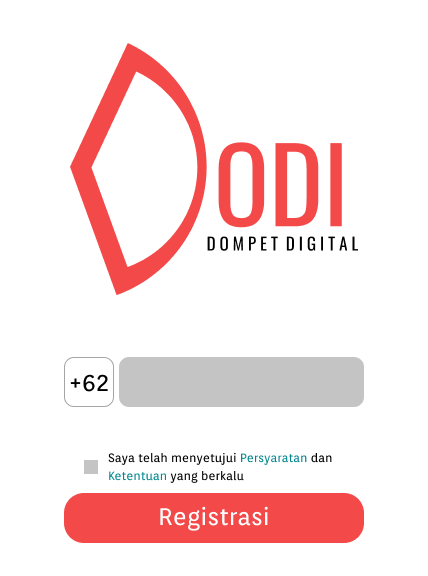 DODI
DOMPET DIGITAL
+62
Saya telah menyetujui Persyaratan dan
Ketentuan yang berkalu
Registrasi